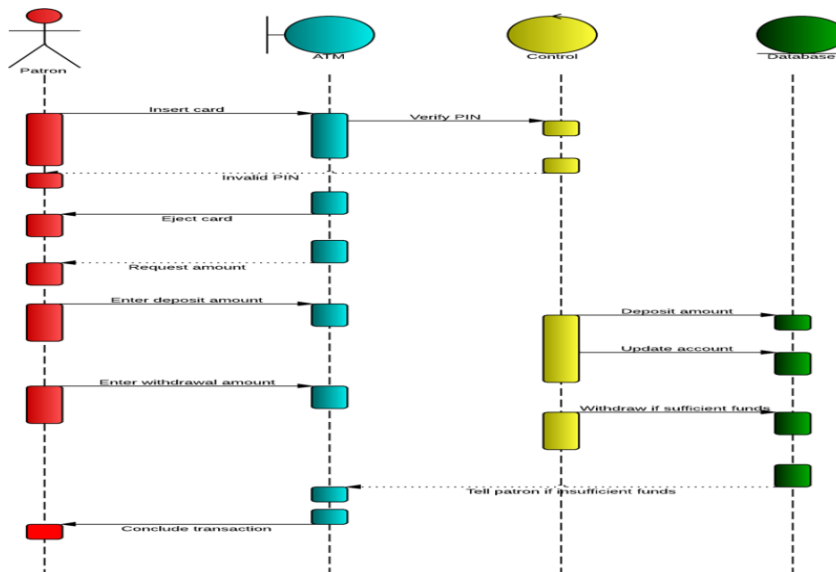 Patron
ATM
Control
Database
Insert card
Verify PIN
Invalid PIN
Eject card
Request amount
Enter deposit amount
Deposit amount
Update account
Enter withdrawal amount
Withdraw if sufficient funds
Tell patron if insufficient funds
Conclude transaction